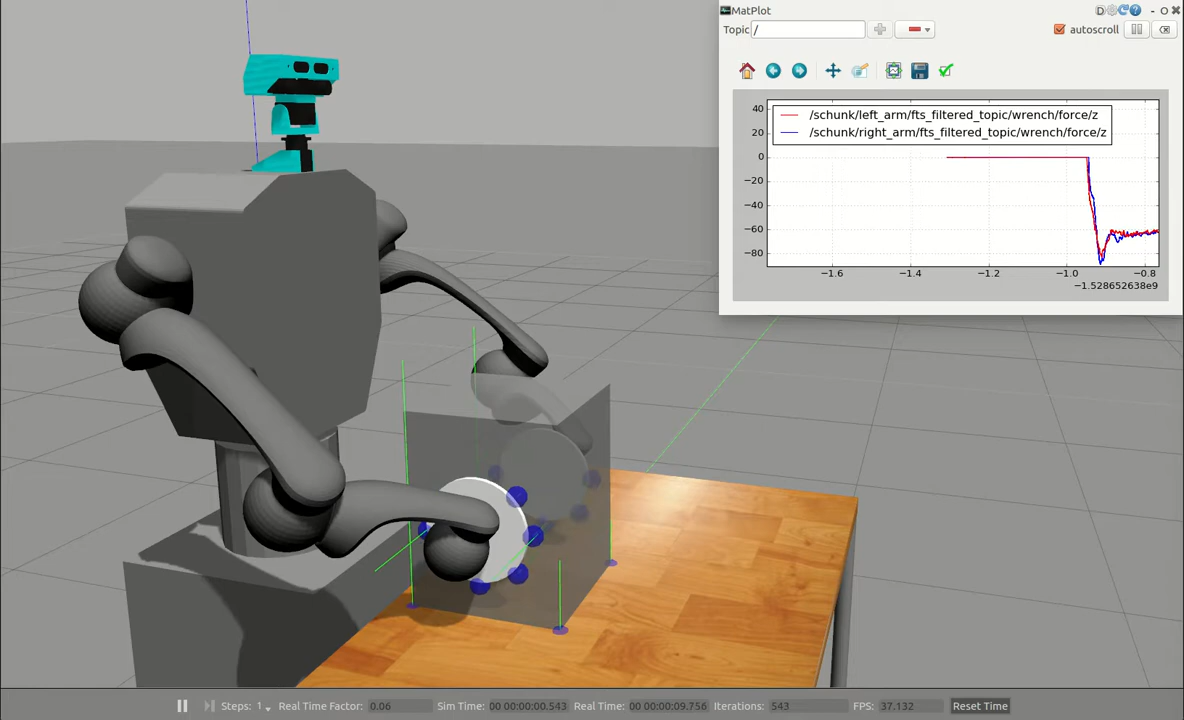 MatPlot
D - O
Topic /
autoscroll
/schunk/left_arm/fts_filtered_topic/wrench/force/z
/schunk/right_arm/fts_filtered_topic/wrench/force/z
40
20
0
−20
−40
−60
−80
−1.6 −1.4 −1.2 −1.0 −0.8
−1.528652638e9
Steps: 1 Real Time Factor: 0.06 Sim Time: 00 00:00:00.543 Real Time: 00 00:00:09.756 Iterations: 543 FPS: 37.132 Reset Time